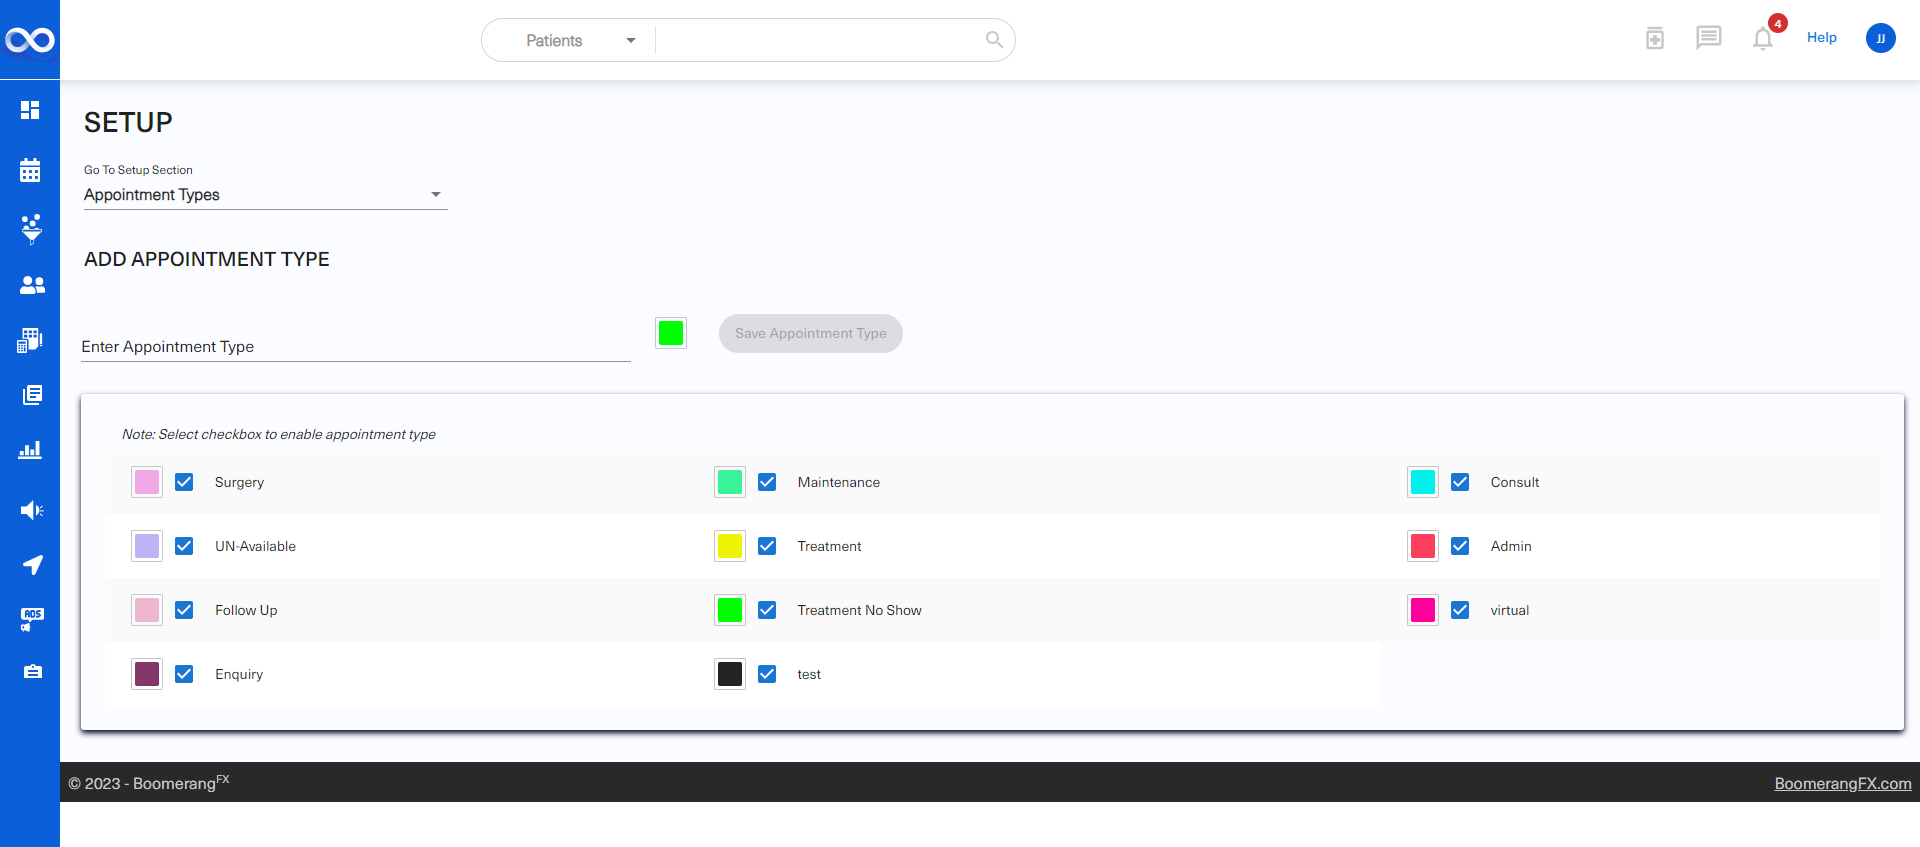 Patients
4
Help
JJ
SETUP
Go To Setup Section
Appointment Types
ADD APPOINTMENT TYPE
Enter Appointment Type
Save Appointment Type
Note: Select checkbox to enable appointment type
Surgery
Maintenance
Consult
UN-Available
Treatment
Admin
Follow Up
Treatment No Show
virtual
ADS
Enquiry
test
© 2023 - BoomerangFX
BoomerangFX.com